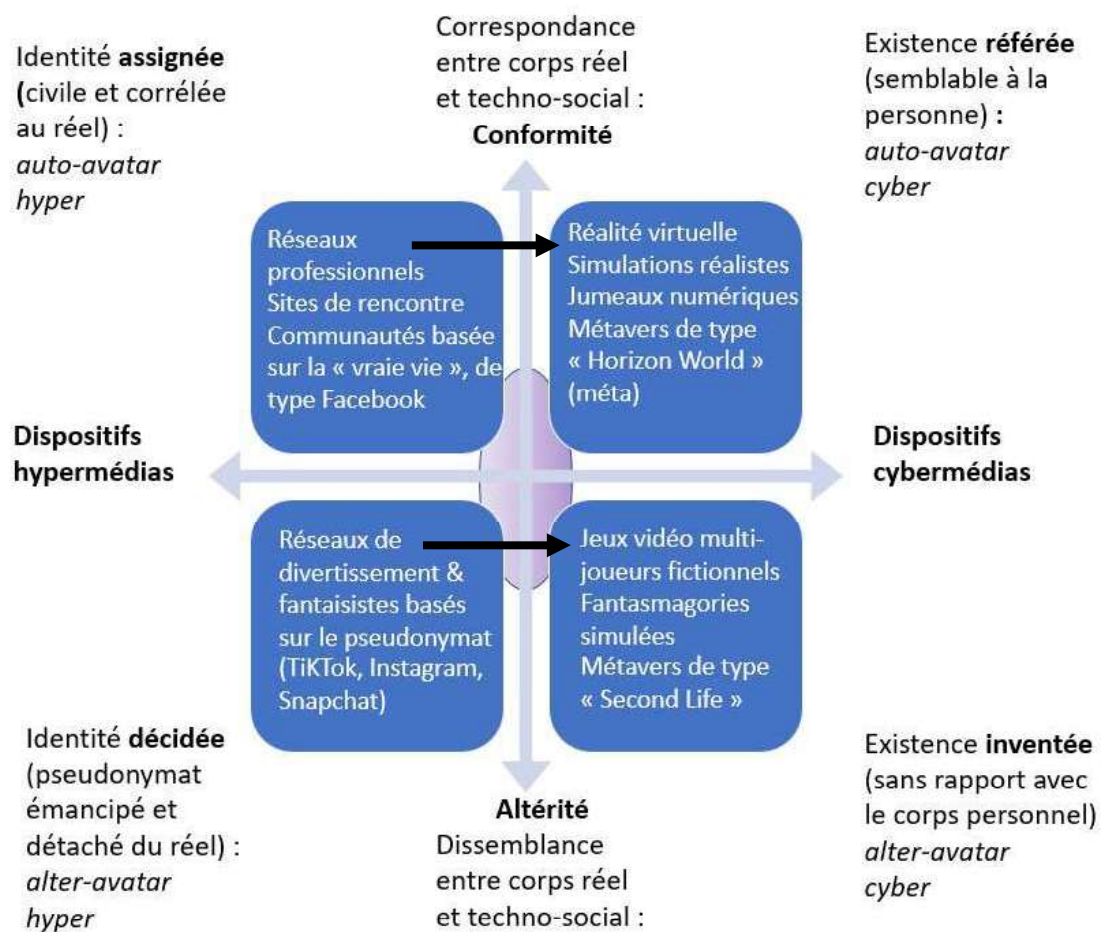 Identité assignée
(civile et corrélée
au réel) :
auto-avatar
hyper
Correspondance
entre corps réel
et techno-social :
Conformité
Existence référée
(semblable à la
personne) :
auto-avatar
cyber
Réseaux
professionnels
Sites de rencontre
Communautés basée
sur la « vraie vie », de
type Facebook
Réalité virtuelle
Simulations réalistes
Jumeaux numériques
Métavers de type
« Horizon World »
(méta)
Dispositifs
hypermédias
Dispositifs
cybermédias
Réseaux de
divertissement &
fantaisistes basés
sur le pseudonymat
(TiKTok, Instagram,
Snapchat)
Jeux vidéo multi-
joueurs fictionnels
Fantasmagories
simulées
Métavers de type
« Second Life »
Identité décidée
(pseudonymat
émancipé et
détaché du réel) :
alter-avatar
hyper
Altérité
Dissemblance
entre corps réel
et techno-social :
Existence inventée
(sans rapport avec
le corps personnel)
alter-avatar
cyber